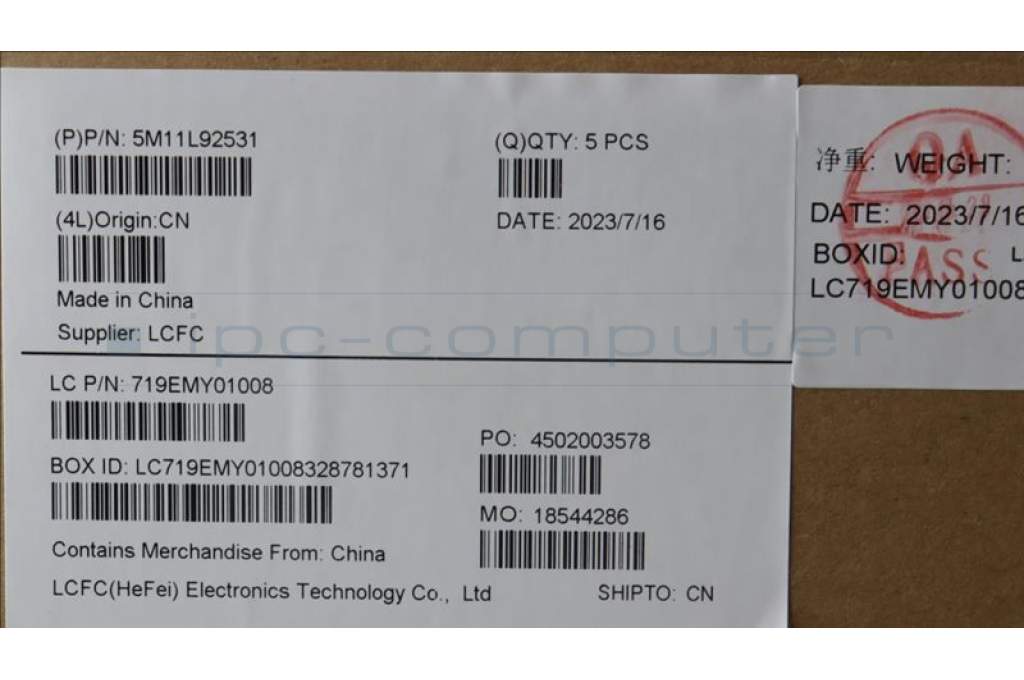 (P)P/N: 5M11L92531
(Q)QTY: 5 PCS
(4L)Origin:CN
DATE: 2023/7/16
Made in China
Supplier: LCFC
ipc-computer
LC P/N: 719EMY01008
PO: 4502003578
BOX ID: LC719EMY01008328781371
MO: 18544286
Contains Merchandise From: China
LCFC(HeFei) Electronics Technology Co., Ltd
SHIPTO: CN
净重: WEIGHT:
DATE: 2023/7/16
BOXID:
LC719EMY01008
QA
PASS